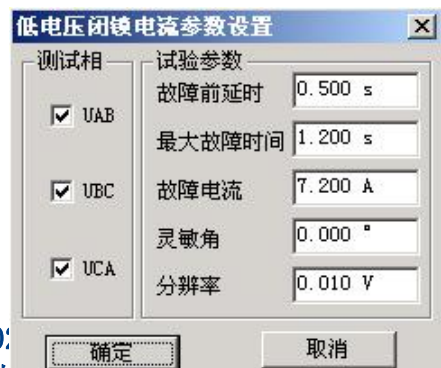 低电压闭锁电流参数设置
测试相
UAB
UBC
UCA
试验参数
故障前延时 0.500 s
最大故障时间 1.200 s
故障电流 7.200 A
灵敏角 0.000 °
分辨率 0.010 V
确定 取消